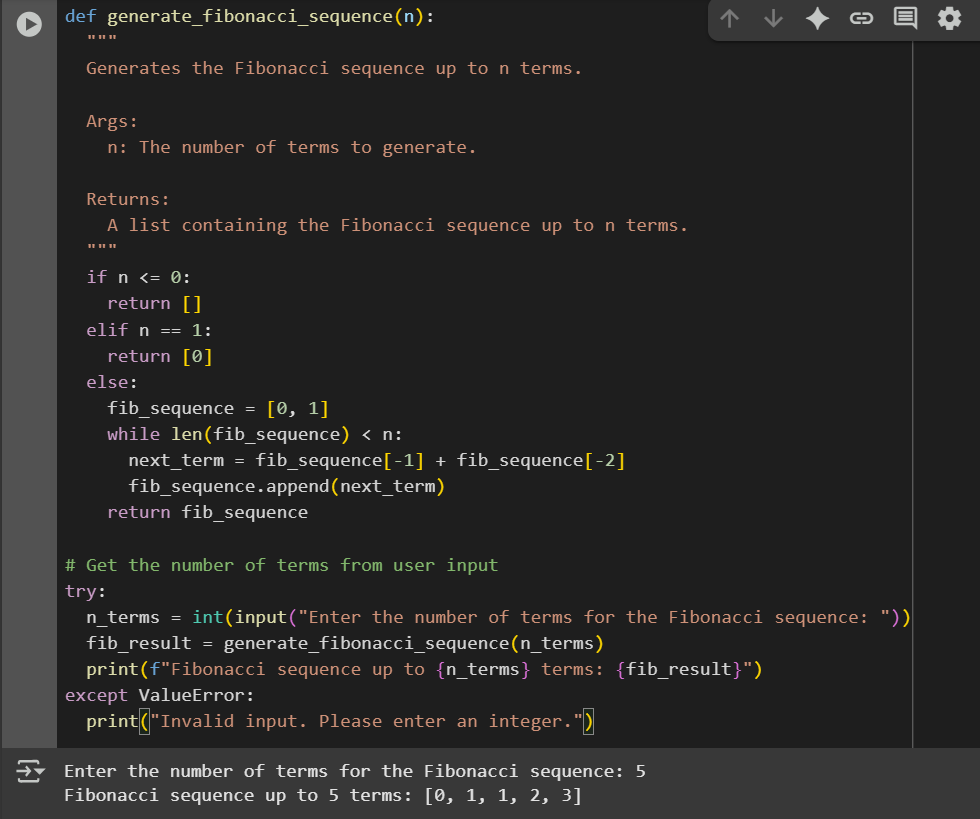 def generate_fibonacci_sequence(n):
  """
  Generates the Fibonacci sequence up to n terms.

  Args:
    n: The number of terms to generate.

  Returns:
    A list containing the Fibonacci sequence up to n terms.
  """
  if n <= 0:
    return []
  elif n == 1:
    return [0]
  else:
    fib_sequence = [0, 1]
    while len(fib_sequence) < n:
      next_term = fib_sequence[-1] + fib_sequence[-2]
      fib_sequence.append(next_term)
    return fib_sequence

# Get the number of terms from user input
try:
  n_terms = int(input("Enter the number of terms for the Fibonacci sequence: "))
  fib_result = generate_fibonacci_sequence(n_terms)
  print(f"Fibonacci sequence up to {n_terms} terms: {fib_result}")
except ValueError:
  print("Invalid input. Please enter an integer.")
Enter the number of terms for the Fibonacci sequence: 5
Fibonacci sequence up to 5 terms: [0, 1, 1, 2, 3]